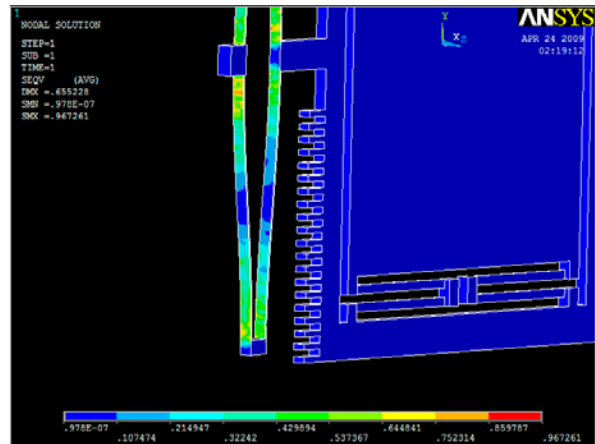 1
NODAL SOLUTION
STEP=1
SUB =1
TIME=1
SEQV (AVG)
DMX =.655228
SMN =.978E-07
SMX =.967261
ANSYS
APR 24 2009
02:19:12
Y
X Z
.978E-07 .214947 .429894 .644841 .859787
.107474 .32242 .537367 .752314 .967261